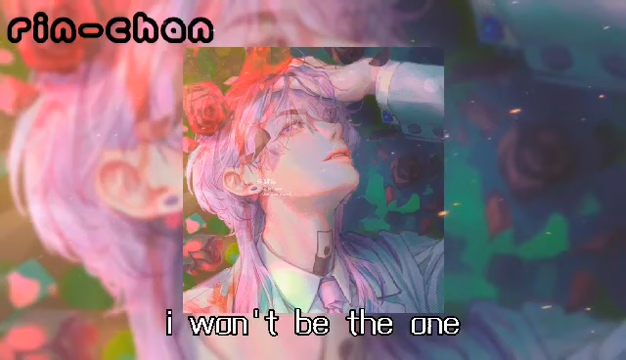 rin-chan
i won't be the one